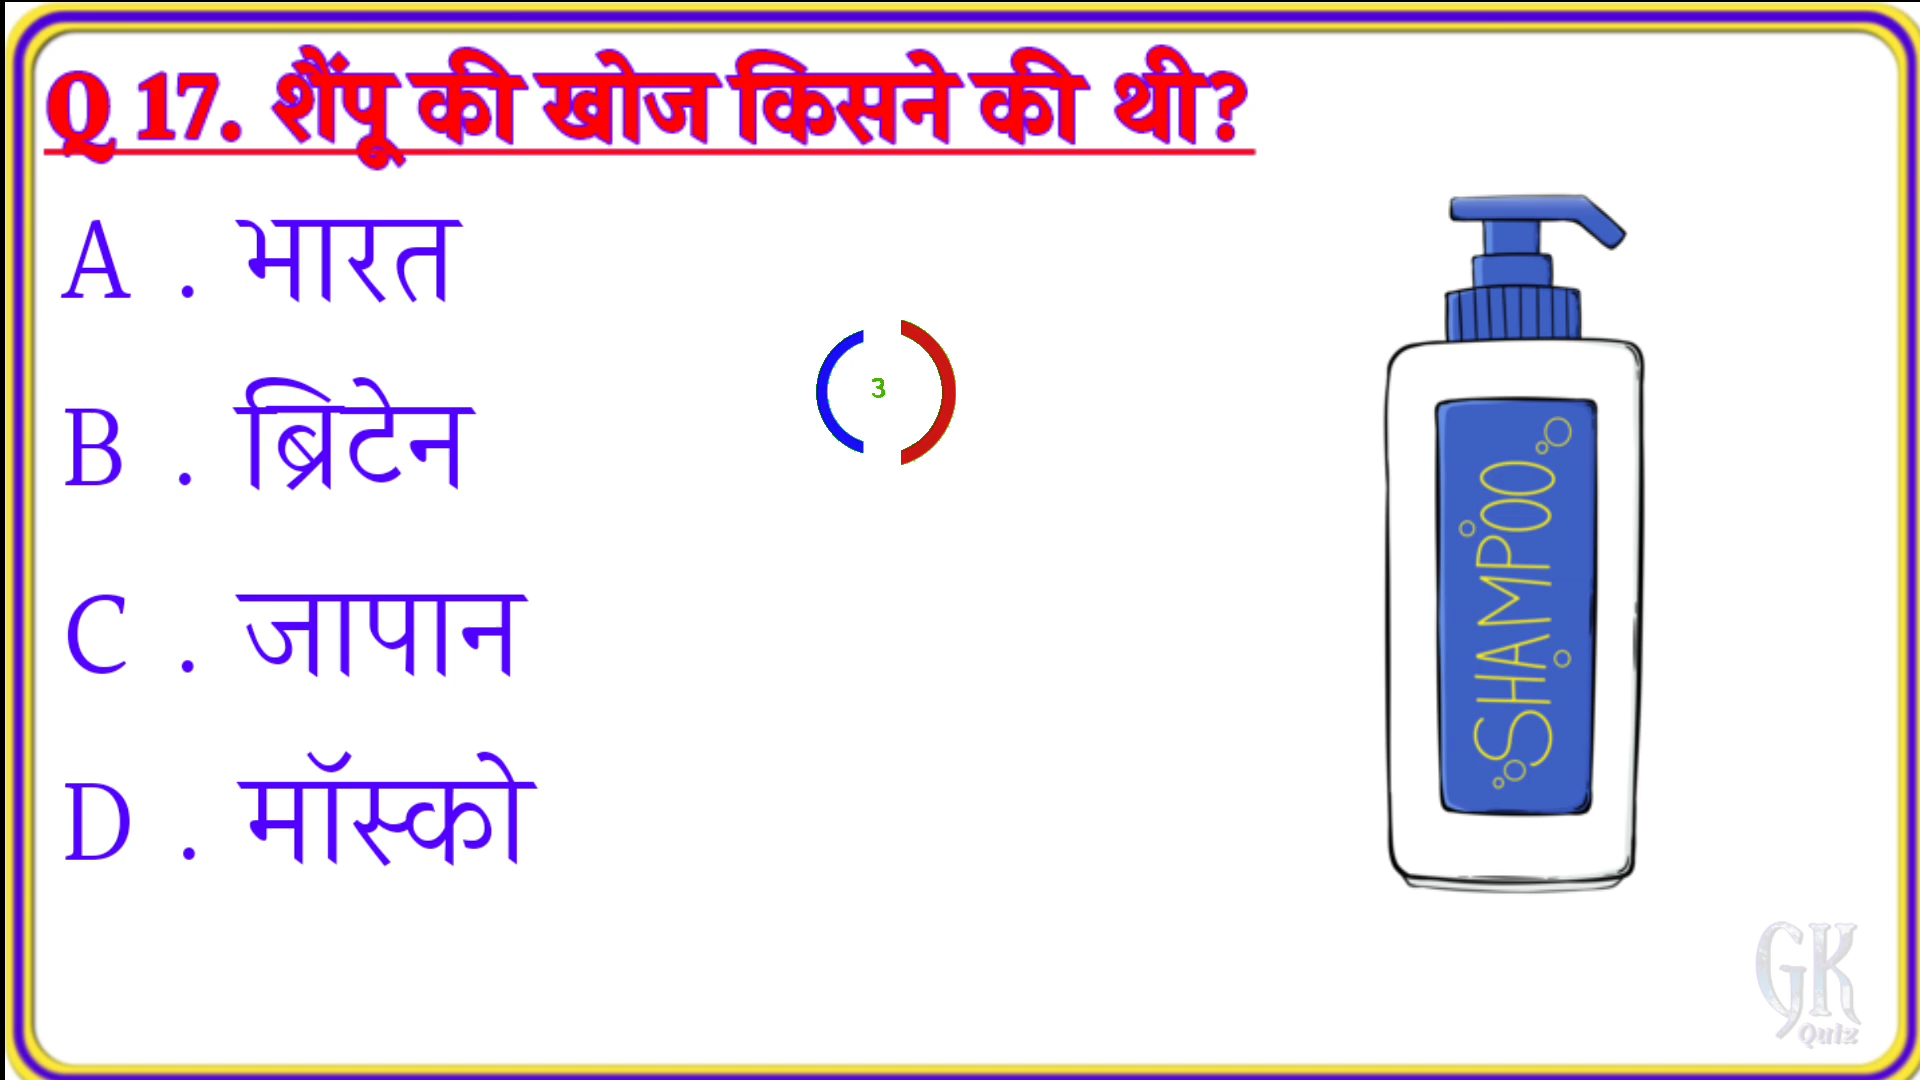 Q 17. शैंपू की खोज किसने की थी?
A . भारत
3
B . ब्रिटेन
C . जापान
D . मॉस्को
SHAMPOO
GK
Quiz